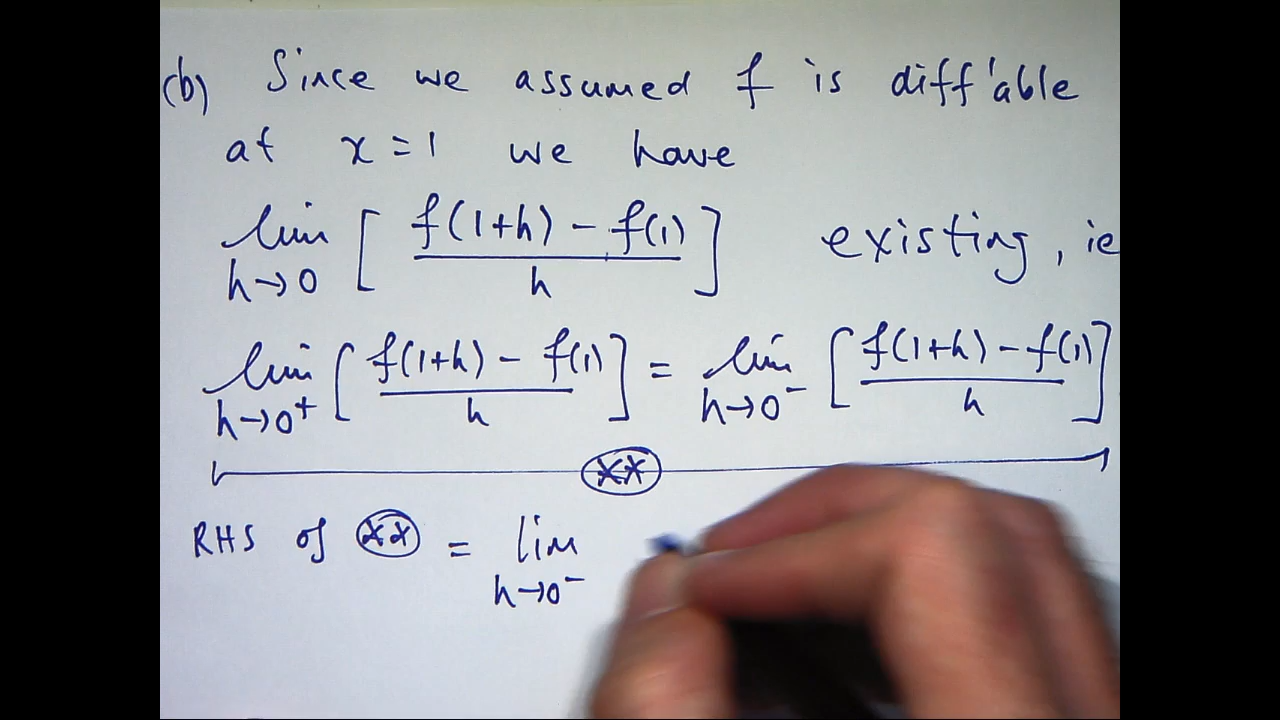 (b) Since we assumed f is diff'able
at x = 1 we have
lim h→0 [ f(1+h) - f(1) / h ] existing, ie
lim h→0⁺ [ f(1+h) - f(1) / h ] = lim h→0⁻ [ f(1+h) - f(1) / h ]
**
RHS of ** = lim h→0⁻